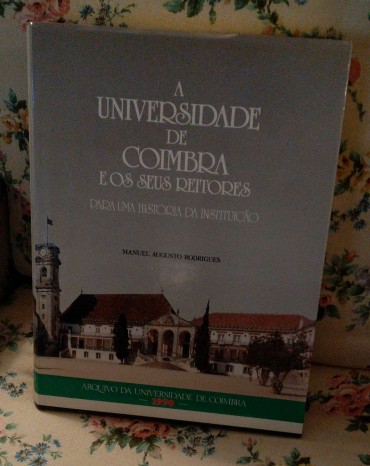 A
UNIVERSIDADE
DE
COIMBRA
E OS SEUS REITORES
PARA UMA HISTÓRIA DA INSTITUIÇÃO
MANUEL AUGUSTO RODRIGUES
ARQUIVO DA UNIVERSIDADE DE COIMBRA
— 1990 —